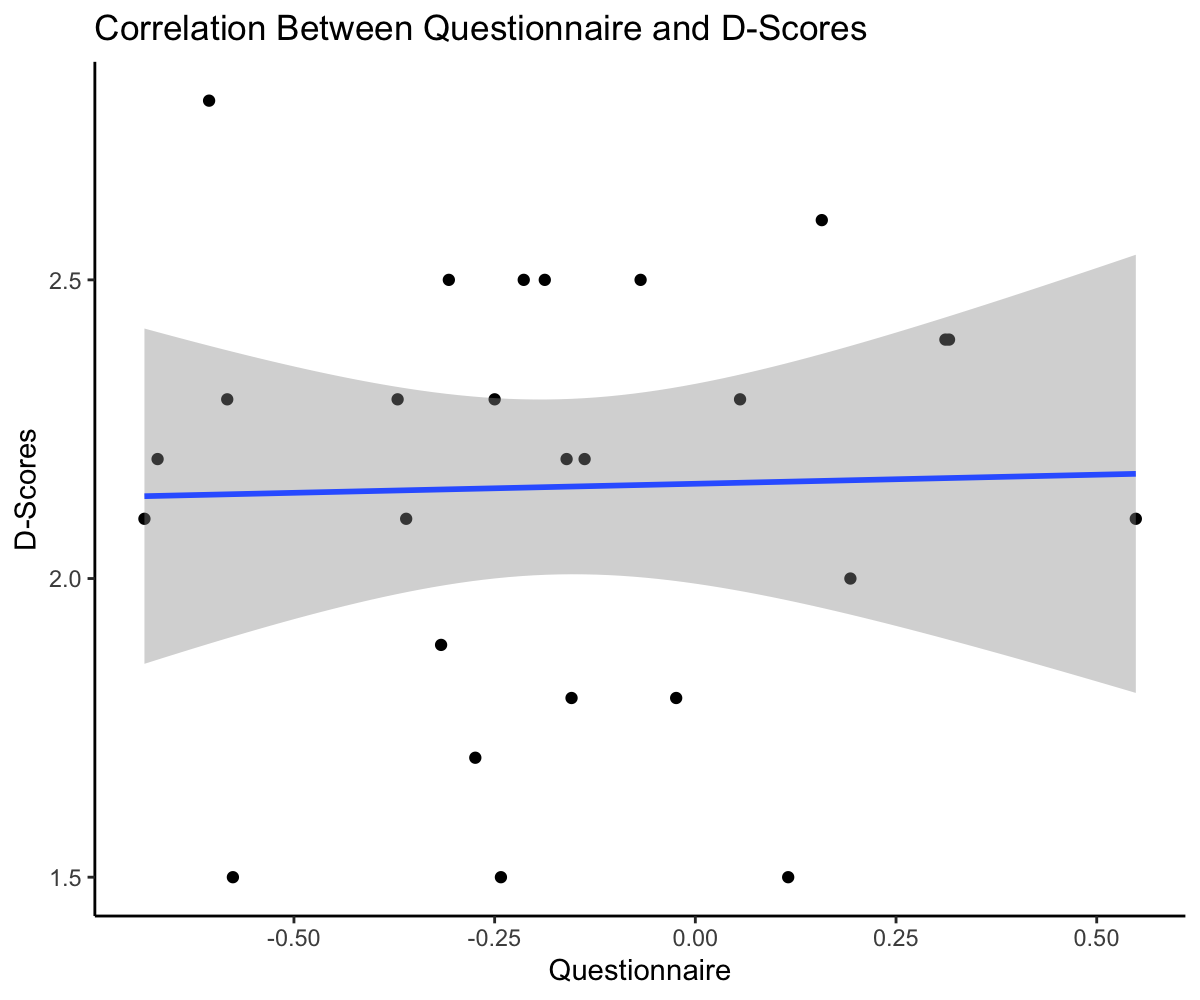 Correlation Between Questionnaire and D-Scores
D-Scores
2.5
2.0
1.5
-0.50 -0.25 0.00 0.25 0.50
Questionnaire